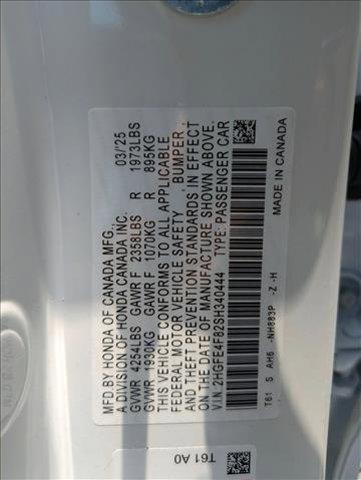 MFD BY HONDA OF CANADA MFG. 03/'25
A DIVISION OF HONDA CANADA INC.
GVWR 4254LBS GAWR F 2358LBS R 1973LBS
GVWR 1930KG GAWR F 1070KG R 895KG
THIS VEHICLE CONFORMS TO ALL APPLICABLE
FEDERAL MOTOR VEHICLE SAFETY , BUMPER ,
AND THEFT PREVENTION STANDARDS IN EFFECT
ON THE DATE OF MANUFACTURE SHOWN ABOVE.
V.I.N. 2HGFE4F82SH340444 TYPE: PASSENGER CAR
MADE IN CANADA
T61 S AH6 -NH883P -Z -H
T61 A0